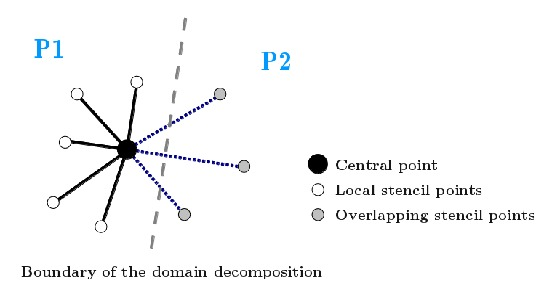 P1
P2
Central point
Local stencil points
Overlapping stencil points
Boundary of the domain decomposition